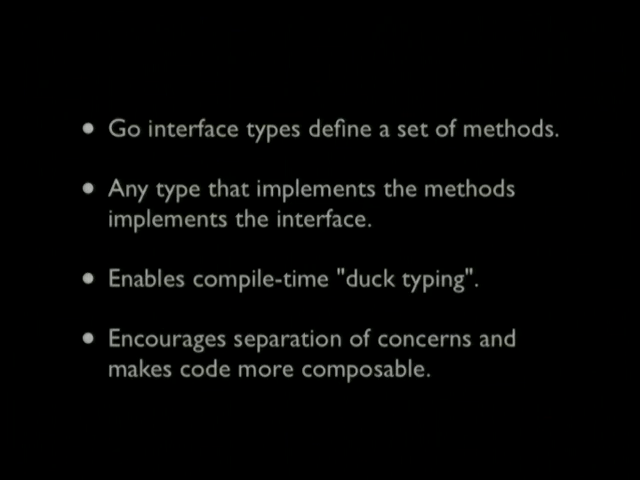 • Go interface types define a set of methods.
• Any type that implements the methods
implements the interface.
• Enables compile-time "duck typing".
• Encourages separation of concerns and
makes code more composable.